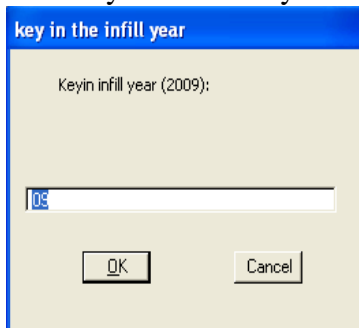 key in the infill year
Keyin infill year (2009):
09
OK
Cancel